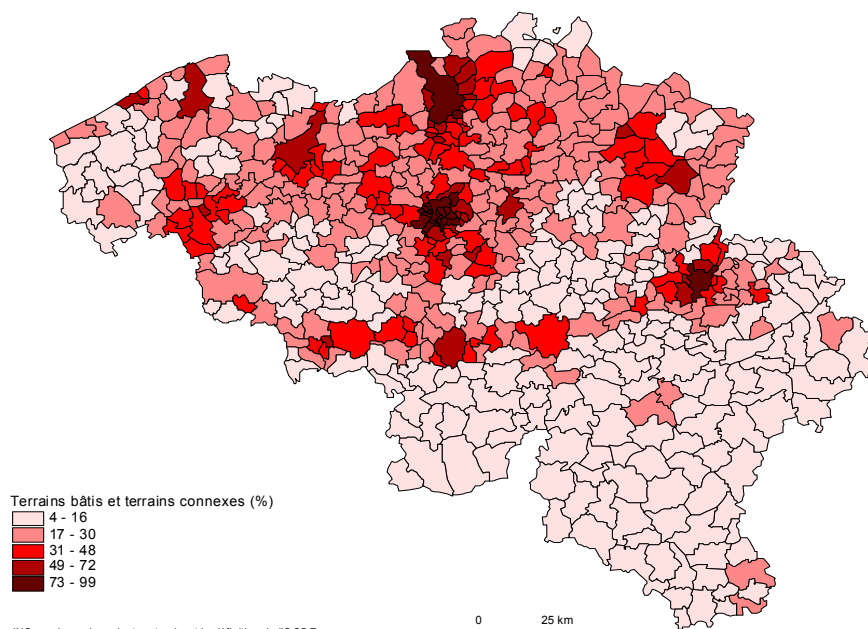 Terrains bâtis et terrains connexes (%)
4 - 16
17 - 30
31 - 48
49 - 72
73 - 99
0 25 km